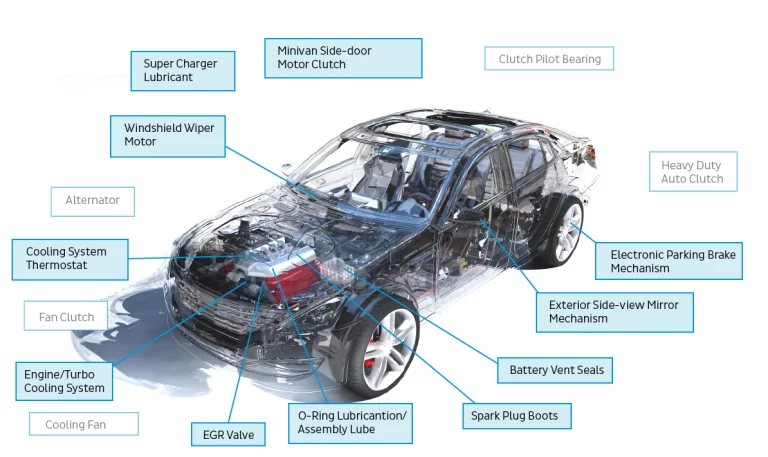 Minivan Side-door
Motor Clutch
Super Charger
Lubricant
Clutch Pilot Bearing
Windshield Wiper
Motor
Heavy Duty
Auto Clutch
Alternator
Cooling System
Thermostat
Electronic Parking Brake
Mechanism
Exterior Side-view Mirror
Mechanism
Fan Clutch
Battery Vent Seals
Engine/Turbo
Cooling System
O-Ring Lubricantion/
Assembly Lube
Spark Plug Boots
Cooling Fan
EGR Valve